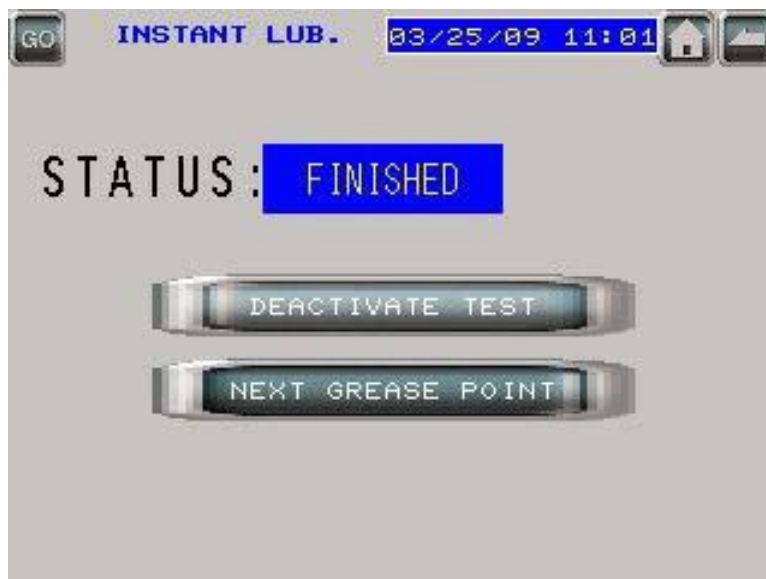 GO INSTANT LUB. 03/25/09 11:01
STATUS: FINISHED
DEACTIVATE TEST
NEXT GREASE POINT